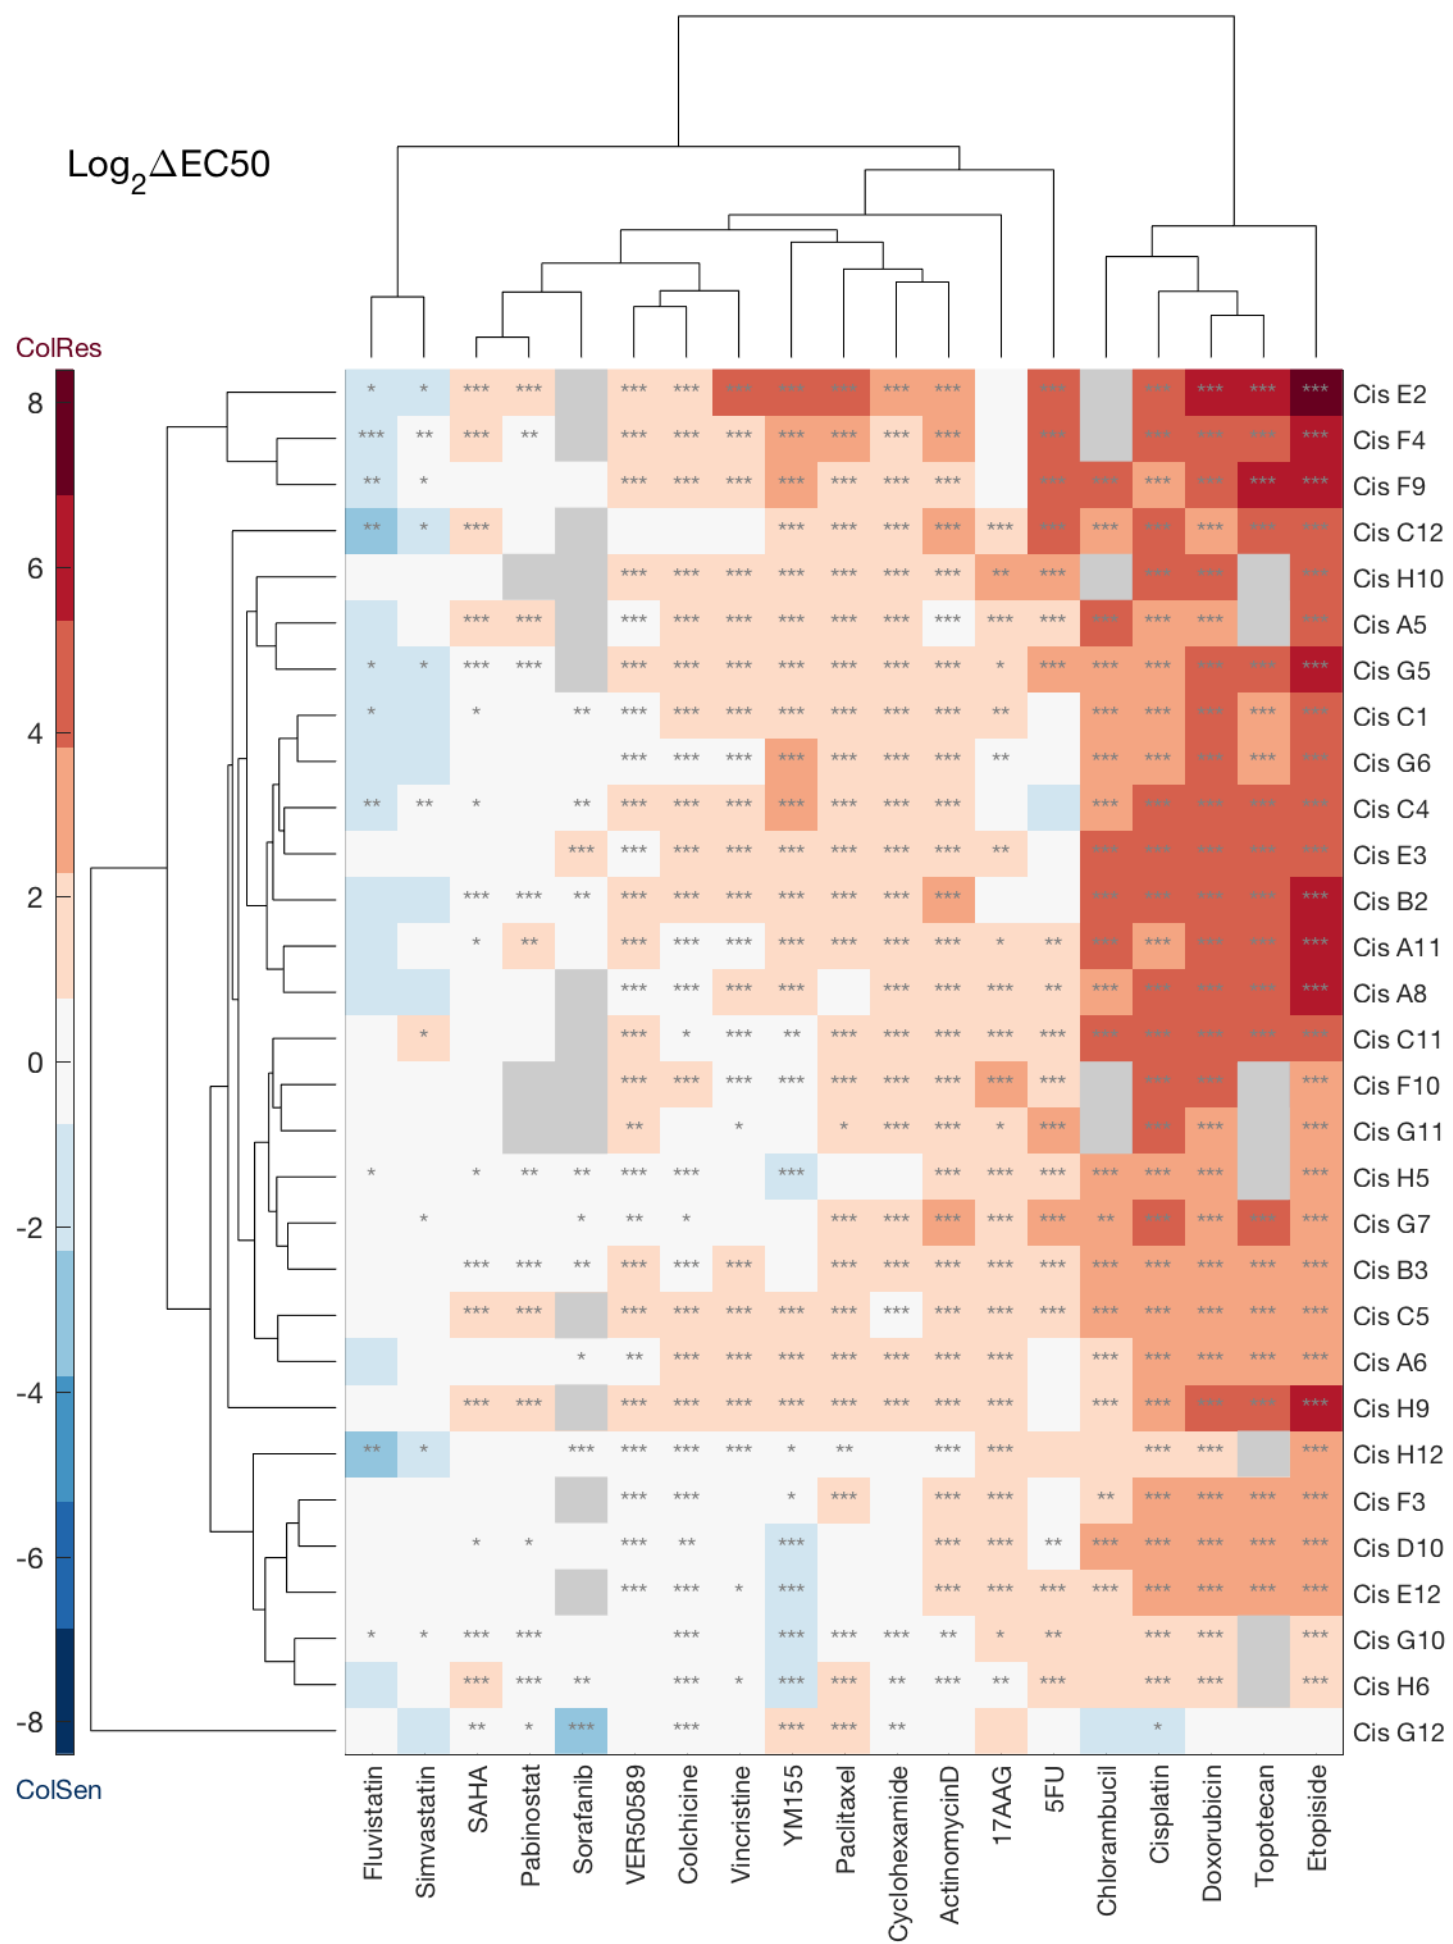 Log₂ΔEC50
ColRes
8
6
4
2
0
-2
-4
-6
-8
ColSen
Cis E2
Cis F4
Cis F9
Cis C12
Cis H10
Cis A5
Cis G5
Cis C1
Cis G6
Cis C4
Cis E3
Cis B2
Cis A11
Cis A8
Cis C11
Cis F10
Cis G11
Cis H5
Cis G7
Cis B3
Cis C5
Cis A6
Cis H9
Cis H12
Cis F3
Cis D10
Cis E12
Cis G10
Cis H6
Cis G12
Fluvistatin
Simvastatin
SAHA
Pabinostat
Sorafanib
VER50589
Colchicine
Vincristine
YM155
Paclitaxel
Cyclohexamide
ActinomycinD
17AAG
5FU
Chlorambucil
Cisplatin
Doxorubicin
Topotecan
Etopiside